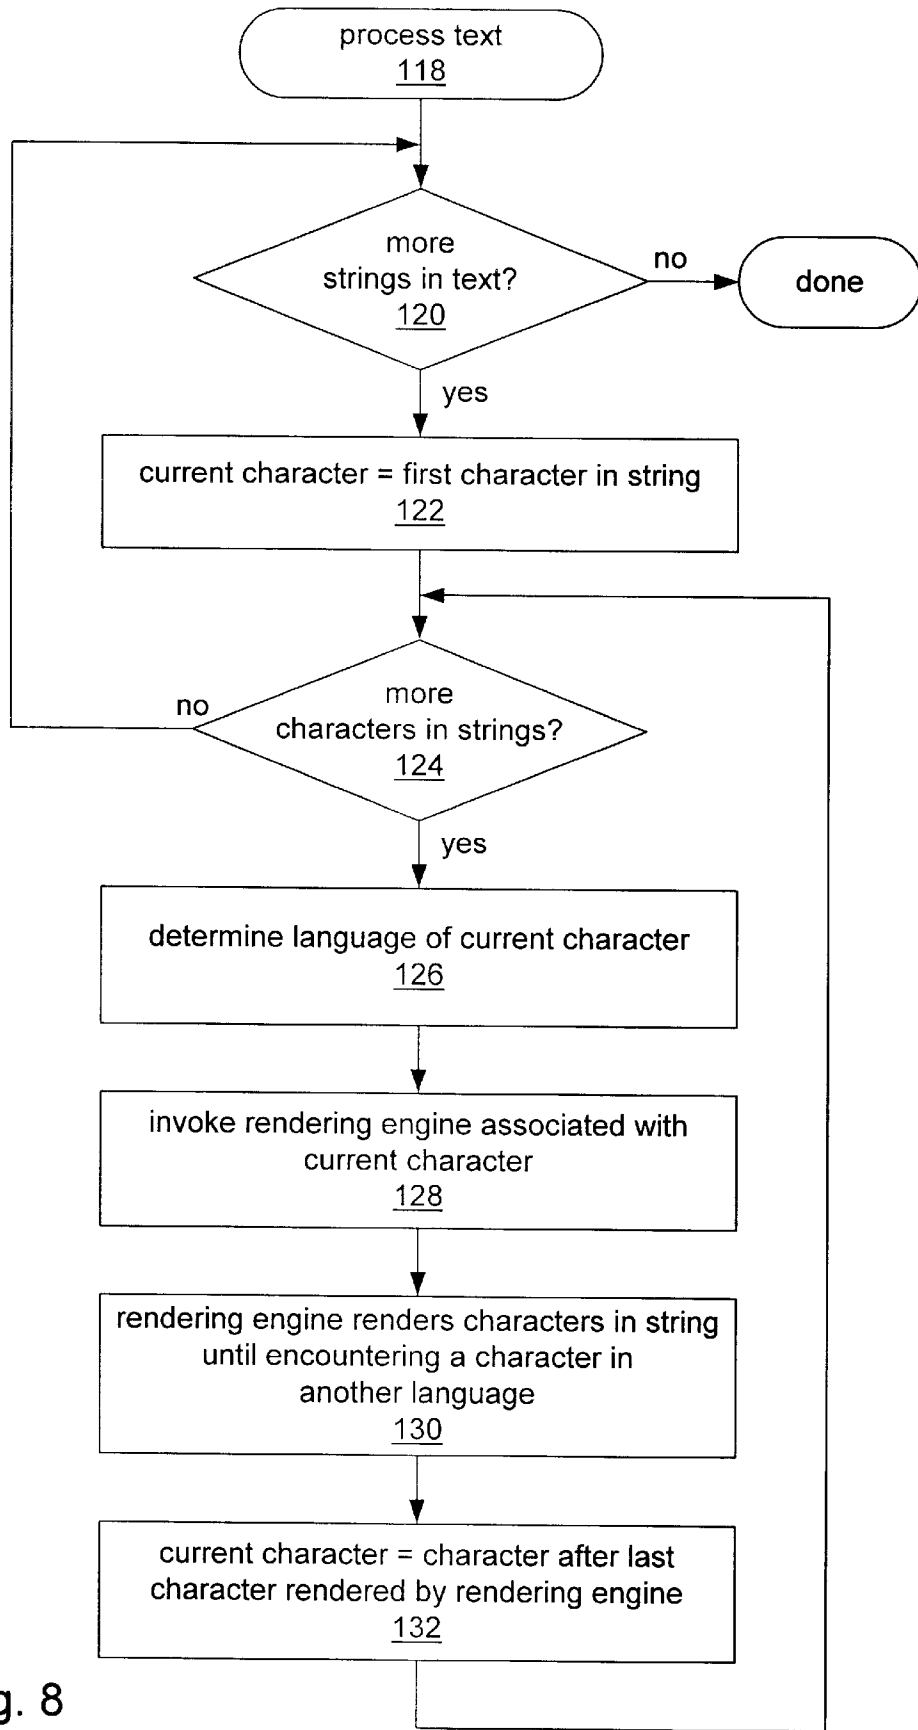 process text
118
more
strings in text?
120
no
done
yes
current character = first character in string
122
more
characters in strings?
124
no
yes
determine language of current character
126
invoke rendering engine associated with
current character
128
rendering engine renders characters in string
until encountering a character in
another language
130
current character = character after last
character rendered by rendering engine
132
g. 8